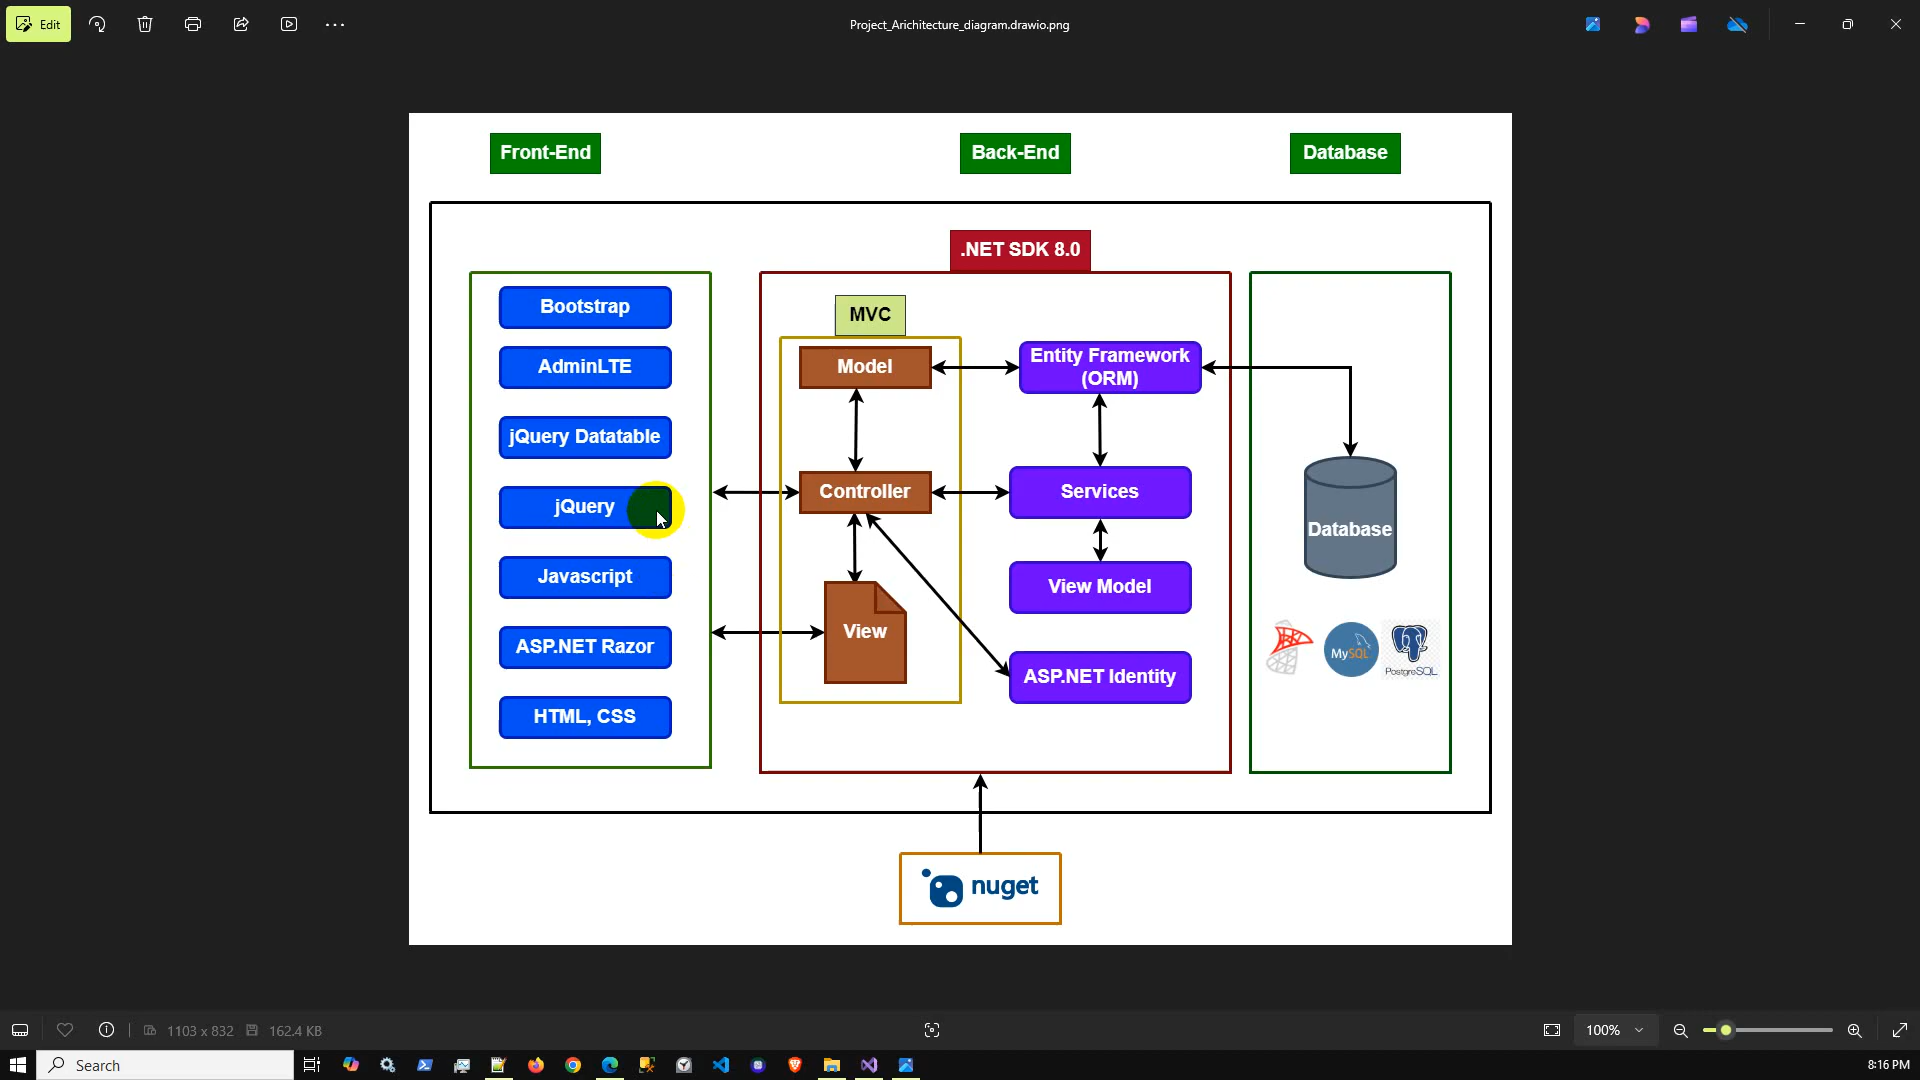 Edit
Project_Arichitecture_diagram.drawio.png
Front-End
Back-End
Database
.NET SDK 8.0
Bootstrap
AdminLTE
jQuery Datatable
jQuery
Javascript
ASP.NET Razor
HTML, CSS
MVC
Model
Controller
View
Entity Framework
(ORM)
Services
View Model
ASP.NET Identity
Database
MySQL
PostgreSQL
nuget
1103 x 832
162.4 KB
100%
Search
8:16 PM